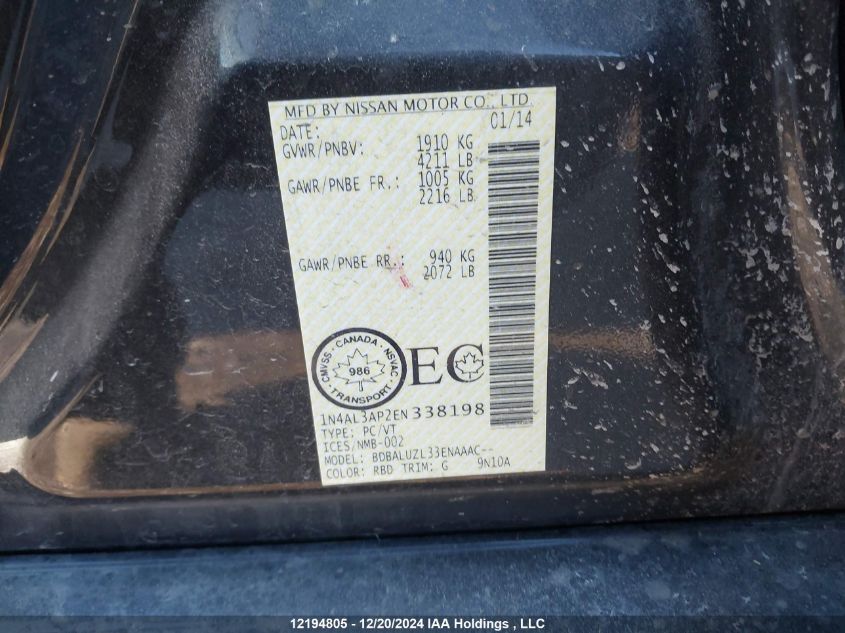 MFD BY NISSAN MOTOR CO., LTD.
DATE: 01/14
GVWR/PNBV: 1910 KG
4211 LB
GAWR/PNBE FR.: 1005 KG
2216 LB
GAWR/PNBE RR.: 940 KG
2072 LB
CANADA
CMVSS · NSVAC
986
TRANSPORT
EC
1N4AL3AP2EN338198
TYPE: PC/VT
ICES/NMB-002
MODEL: BDBALUZL33ENAAAC--
COLOR: RBD TRIM: G 9N10A
12194805 - 12/20/2024 IAA Holdings , LLC